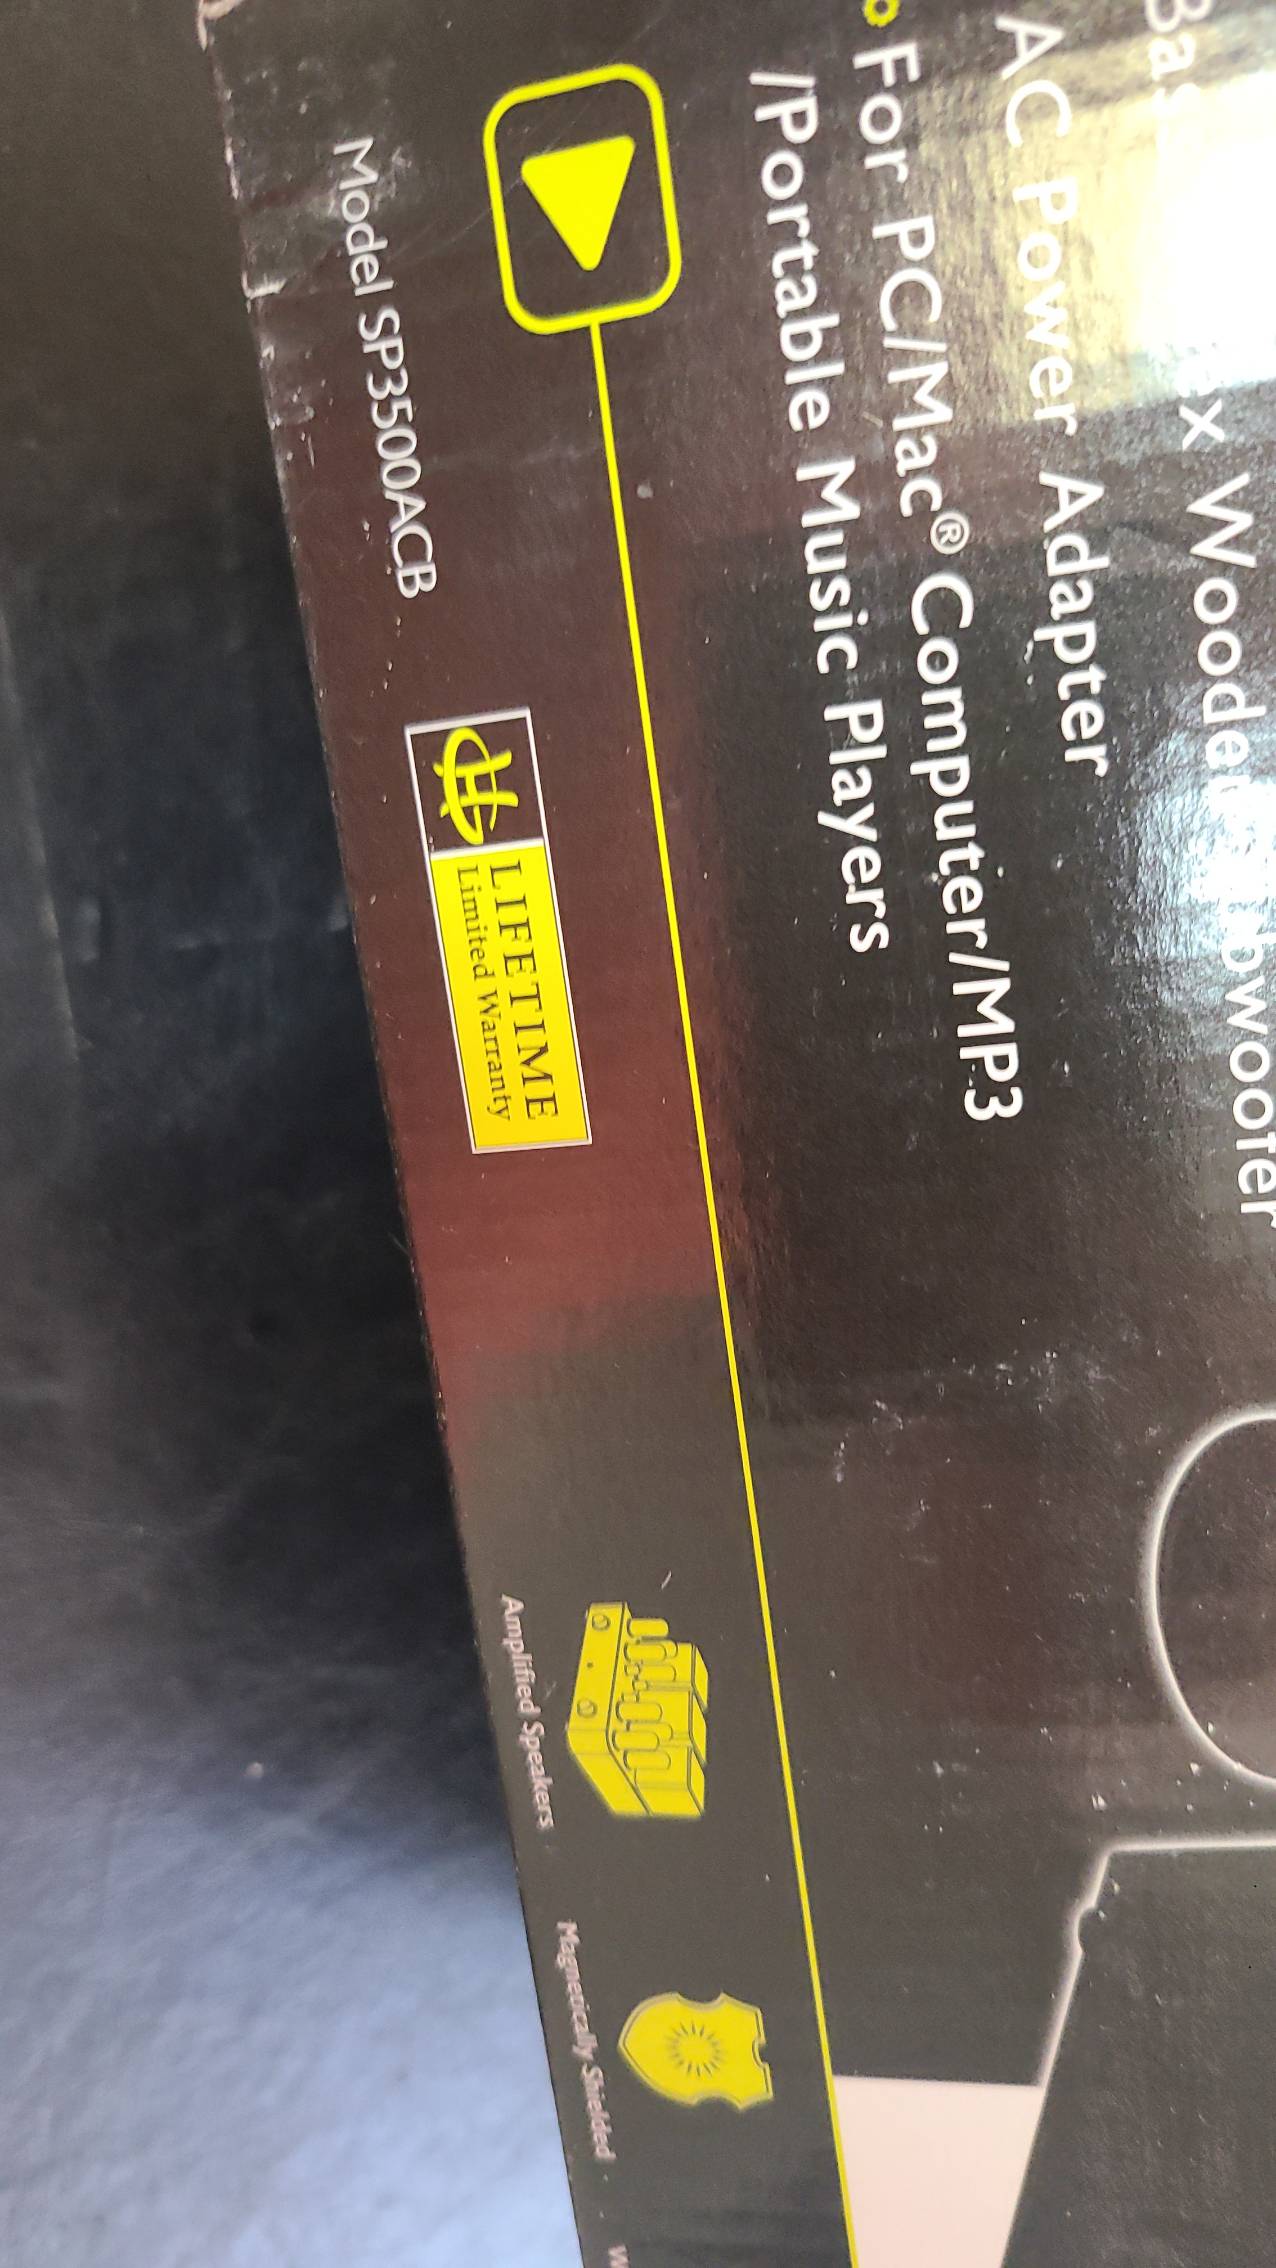 Wooden
AC Power Adapter
For PC/Mac® Computer/MP3
/Portable Music Players
Model SP3500ACB
LIFETIME
Limited Warranty
Amplified Speakers
Magnetically Shielded